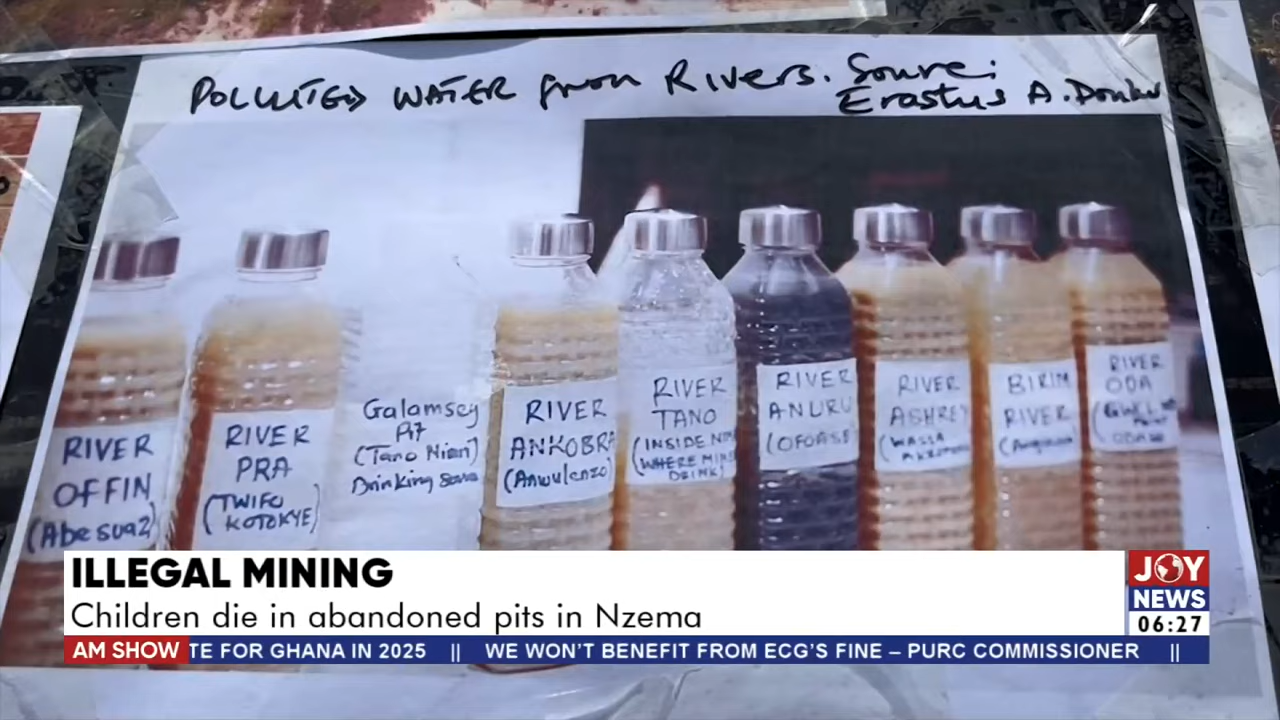 POLLUTED WATER from RIVERS. Source:
Erastus A. Donkor
RIVER
OFFIN
(Abesua2)
RIVER
PRA
(TWIFO
KOTOKYE)
Galamsey
Pit
(Tano Nimri)
Drinking Source
RIVER
ANKOBRA
(Anwulenzo)
RIVER
TANO
(INSIDE
WHERE
DRINK)
RIVER
ANURU
(OFOASE)
RIVER
ASHREY
(WASSA
BIRIM
RIVER
RIVER
ODA
ILLEGAL MINING
Children die in abandoned pits in Nzema
JOY
NEWS
06:27
AM SHOW
TE FOR GHANA IN 2025 || WE WON'T BENEFIT FROM ECG'S FINE – PURC COMMISSIONER ||